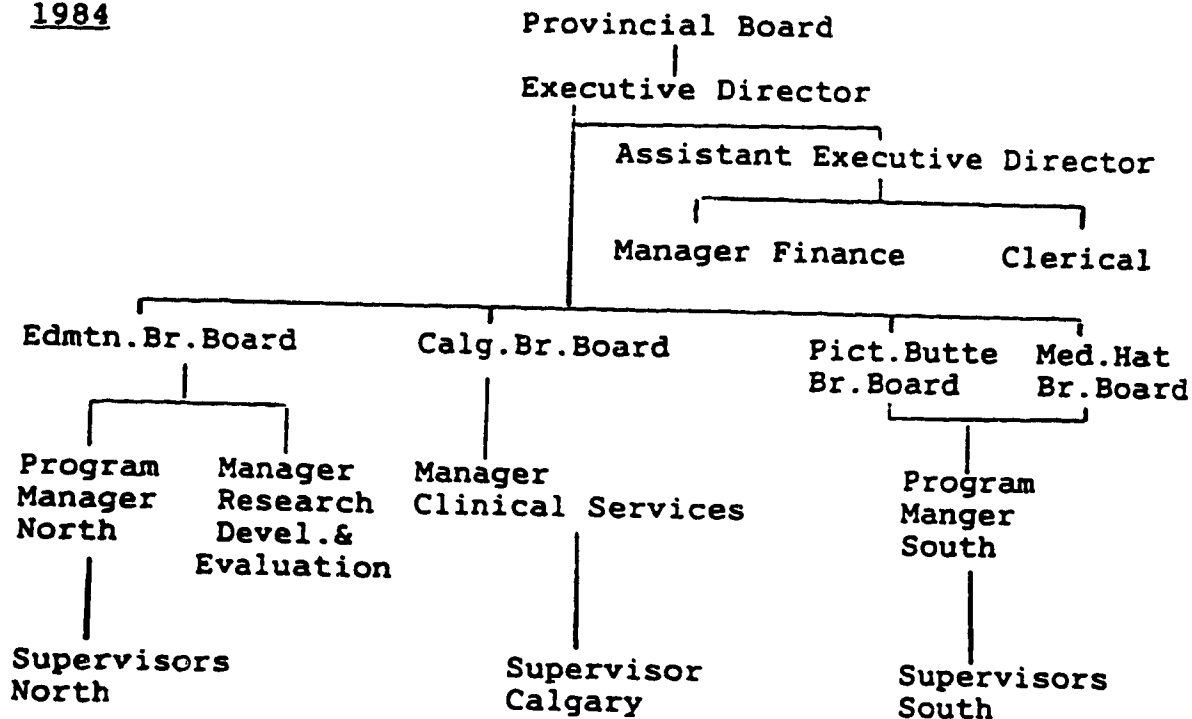 1984
Provincial Board
Executive Director
Assistant Executive Director
Manager Finance
Clerical
Edmtn.Br.Board
Calg.Br.Board
Pict.Butte
Br.Board
Med.Hat
Br.Board
Program
Manager
North
Manager
Research
Devel.&
Evaluation
Manager
Clinical Services
Program
Manger
South
Supervisors
North
Supervisor
Calgary
Supervisors
South